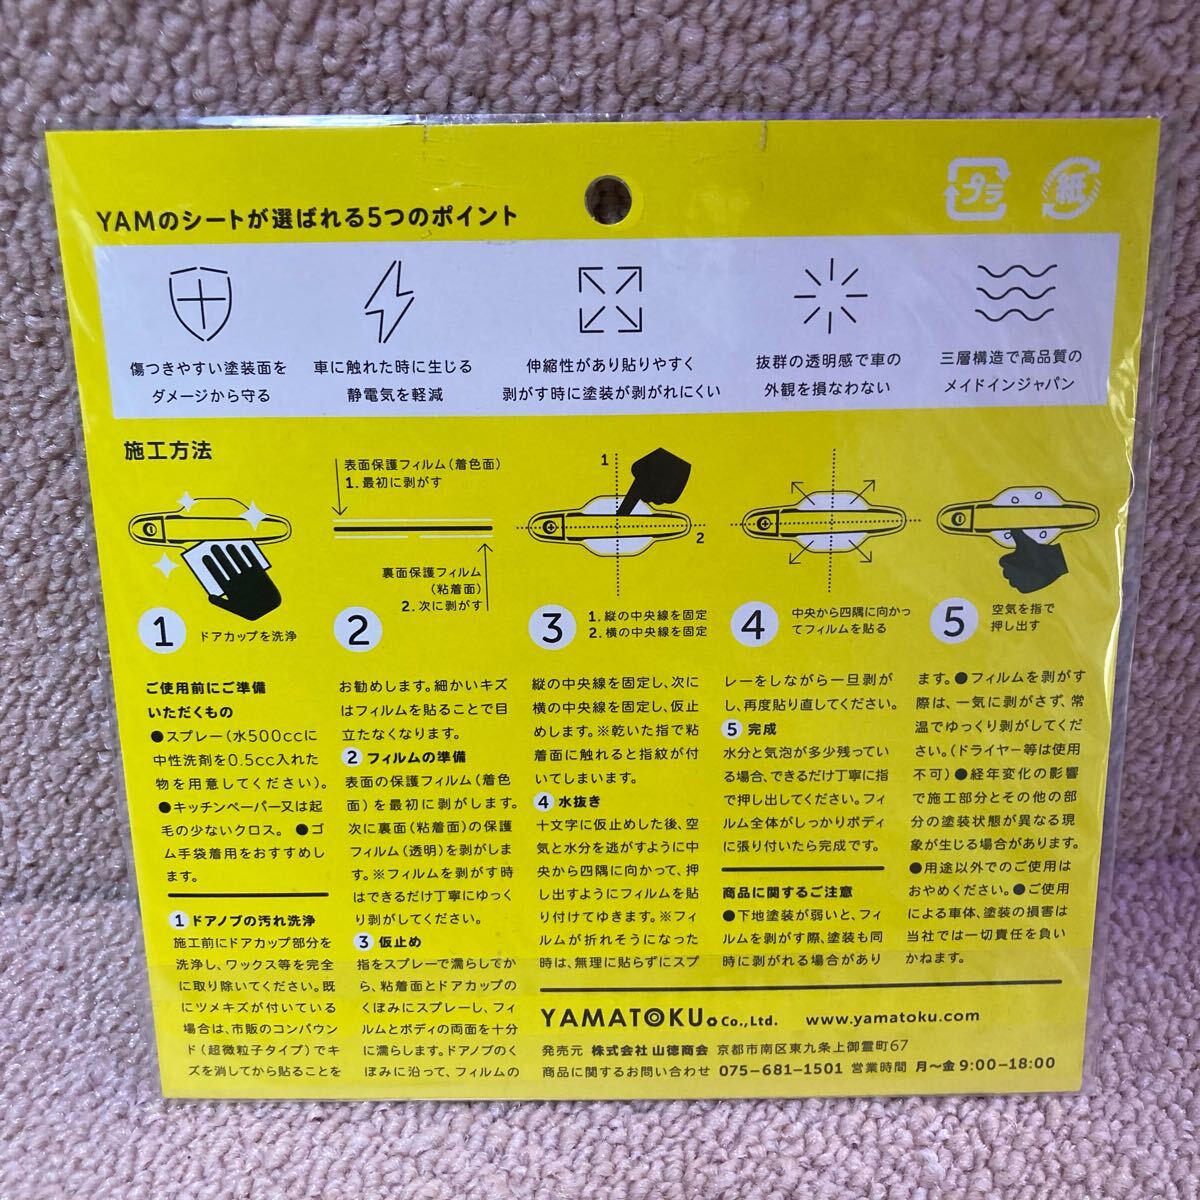 プラ
紙
YAMのシートが選ばれる5つのポイント
傷つきやすい塗装面を
ダメージから守る
車に触れた時に生じる
静電気を軽減
伸縮性があり貼りやすく
剥がす時に塗装が剥がれにくい
抜群の透明感で車の
外観を損なわない
三層構造で高品質の
メイドインジャパン
施工方法
1
ドアカップを洗浄
表面保護フィルム(着色面)
1.最初に剥がす
裏面保護フィルム
(粘着面)
2.次に剥がす
2
1
2
3
1.縦の中央線を固定
2.横の中央線を固定
4
中央から四隅に向かっ
てフィルムを貼る
5
空気を指で
押し出す
ご使用前にご準備
いただくもの
●スプレー(水500ccに
中性洗剤を0.5cc入れた
物を用意してください)。
●キッチンペーパー又は起
毛の少ないクロス。 ●ゴ
ム手袋着用をおすすめし
ます。
1 ドアノブの汚れ洗浄
施工前にドアカップ部分を
洗浄し、ワックス等を完全
に取り除いてください。既
にツメキズが付いている
場合は、市販のコンパウン
ド(超微粒子タイプ)でキ
ズを消してから貼ることを
お勧めします。細かいキズ
はフィルムを貼ることで目
立たなくなります。
2 フィルムの準備
表面の保護フィルム(着色
面)を最初に剥がします。
次に裏面(粘着面)の保護
フィルム(透明)を剥がしま
す。※フィルムを剥がす時
はできるだけ丁寧にゆっく
り剥がしてください。
3 仮止め
指をスプレーで濡らしてか
ら、粘着面とドアカップの
くぼみにスプレーし、フィ
ルムとボディの両面を十分
に濡らします。ドアノブのく
ぼみに沿って、フィルムの
縦の中央線を固定し、次に
横の中央線を固定し、仮止
めします。※乾いた指で粘
着面に触れると指紋が付
いてしまいます。
4 水抜き
十文字に仮止めした後、空
気と水分を逃がすように中
央から四隅に向かって、押
し出すようにフィルムを貼
り付けてゆきます。※フィ
ルムが折れそうになった
時は、無理に貼らずにスプ
レーをしながら一旦剥が
し、再度貼り直してください。
5 完成
水分と気泡が多少残ってい
る場合、できるだけ丁寧に指
で押し出してください。フィ
ルム全体がしっかりボディ
に張り付いたら完成です。
商品に関するご注意
●下地塗装が弱いと、フィ
ルムを剥がす際、塗装も同
時に剥がれる場合があり
ます。●フィルムを剥がす
際は、一気に剥がさず、常
温でゆっくり剥がしてくだ
さい。(ドライヤー等は使用
不可)●経年変化の影響
で施工部分とその他の部
分の塗装状態が異なる現
象が生じる場合があります。
●用途以外でのご使用は
おやめください。●ご使用
による車体、塗装の損害は
当社では一切責任を負い
かねます。
YAMATOKU. Co.,Ltd. www.yamatoku.com
発売元 株式会社 山徳商会 京都市南区東九条上御霊町67
商品に関するお問い合わせ 075-681-1501 営業時間 月〜金 9:00-18:00